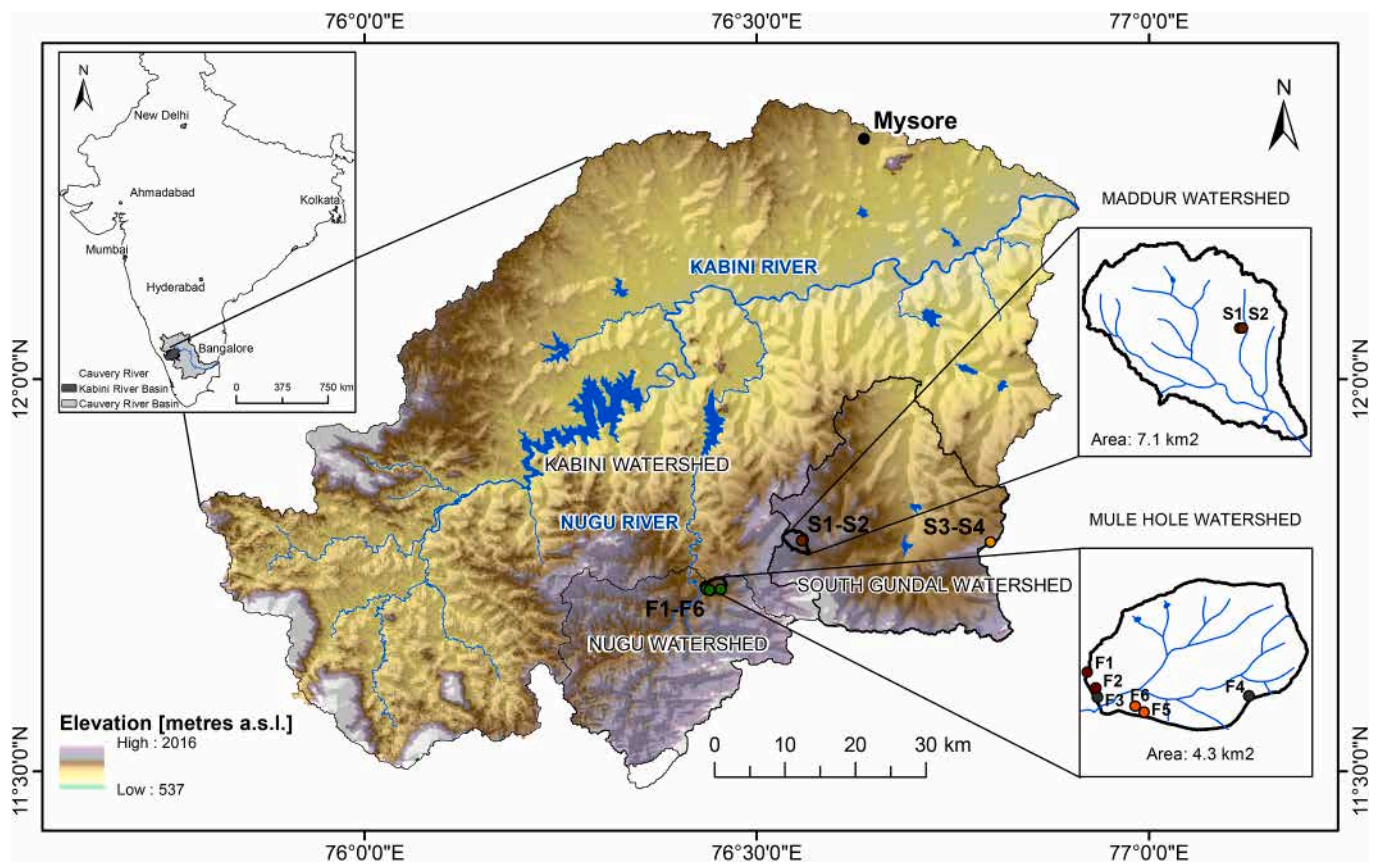 76°0'0"E
76°30'0"E
77°0'0"E
N
New Delhi
Ahmadabad
Kolkata
Mumbai
Hyderabad
Bangalore
Cauvery River
Kabini River Basin
Cauvery River Basin
0 375 750 km
Mysore
N
MADDUR WATERSHED
KABINI RIVER
S1 S2
Area: 7.1 km2
12°0'0"N
12°0'0"N
KABINI WATERSHED
NUGU RIVER
S1-S2
S3-S4
MULE HOLE WATERSHED
SOUTH GUNDAL WATERSHED
F1-F6
NUGU WATERSHED
F1
F2
F3
F6
F5
F4
Area: 4.3 km2
Elevation [metres a.s.l.]
High : 2016
Low : 537
0 10 20 30 km
11°30'0"N
11°30'0"N
76°0'0"E
76°30'0"E
77°0'0"E